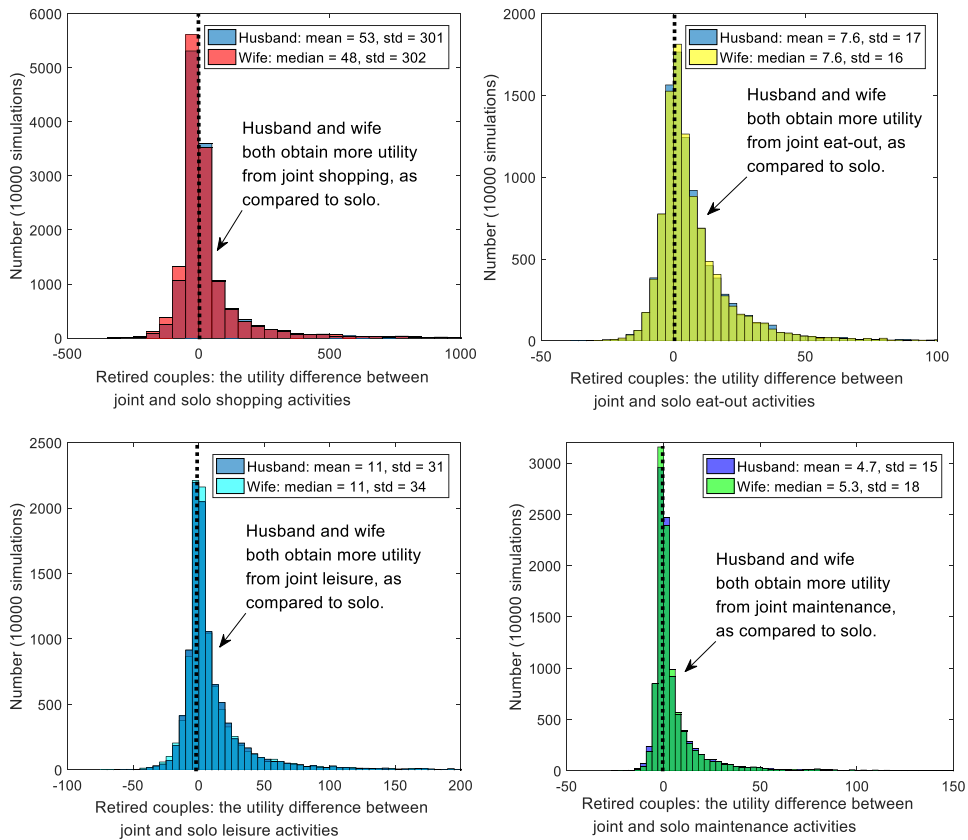 6000
5000
4000
3000
2000
1000
0
Number (10000 simulations)
Husband: mean = 53, std = 301
Wife: median = 48, std = 302
Husband and wife
both obtain more utility
from joint shopping, as
compared to solo.
-500
0
500
1000
Retired couples: the utility difference between
joint and solo shopping activities
2000
1500
1000
500
0
Number (10000 simulations)
Husband: mean = 7.6, std = 17
Wife: median = 7.6, std = 16
Husband and wife
both obtain more utility
from joint eat-out, as
compared to solo.
-50
0
50
100
Retired couples: the utility difference between
joint and solo eat-out activities
2500
2000
1500
1000
500
0
Number (10000 simulations)
Husband: mean = 11, std = 31
Wife: median = 11, std = 34
Husband and wife
both obtain more utility
from joint leisure, as
compared to solo.
-100
-50
0
50
100
150
200
Retired couples: the utility difference between
joint and solo leisure activities
3000
2500
2000
1500
1000
500
0
Number (10000 simulations)
Husband: mean = 4.7, std = 15
Wife: median = 5.3, std = 18
Husband and wife
both obtain more utility
from joint maintenance,
as compared to solo.
-50
0
50
100
150
Retired couples: the utility difference between
joint and solo maintenance activities